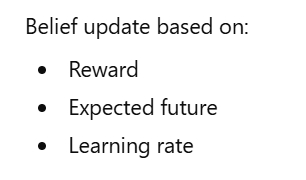 Belief update based on:
• Reward
• Expected future
• Learning rate